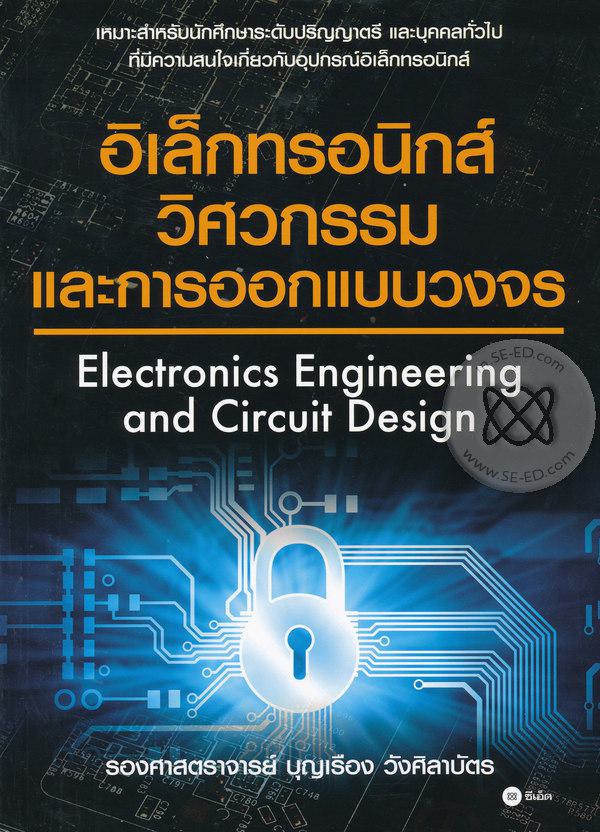 เหมาะสำหรับนักศึกษาระดับปริญญาตรี และบุคคลทั่วไป
ที่มีความสนใจเกี่ยวกับอุปกรณ์อิเล็กทรอนิกส์
อิเล็กทรอนิกส์
วิศวกรรม
และการออกแบบวงจร
Electronics Engineering
and Circuit Design
www.SE-ED.com
www.SE-ED.com
รองศาสตราจารย์ บุญเรือง วังศิลาบัตร
ซีเอ็ด